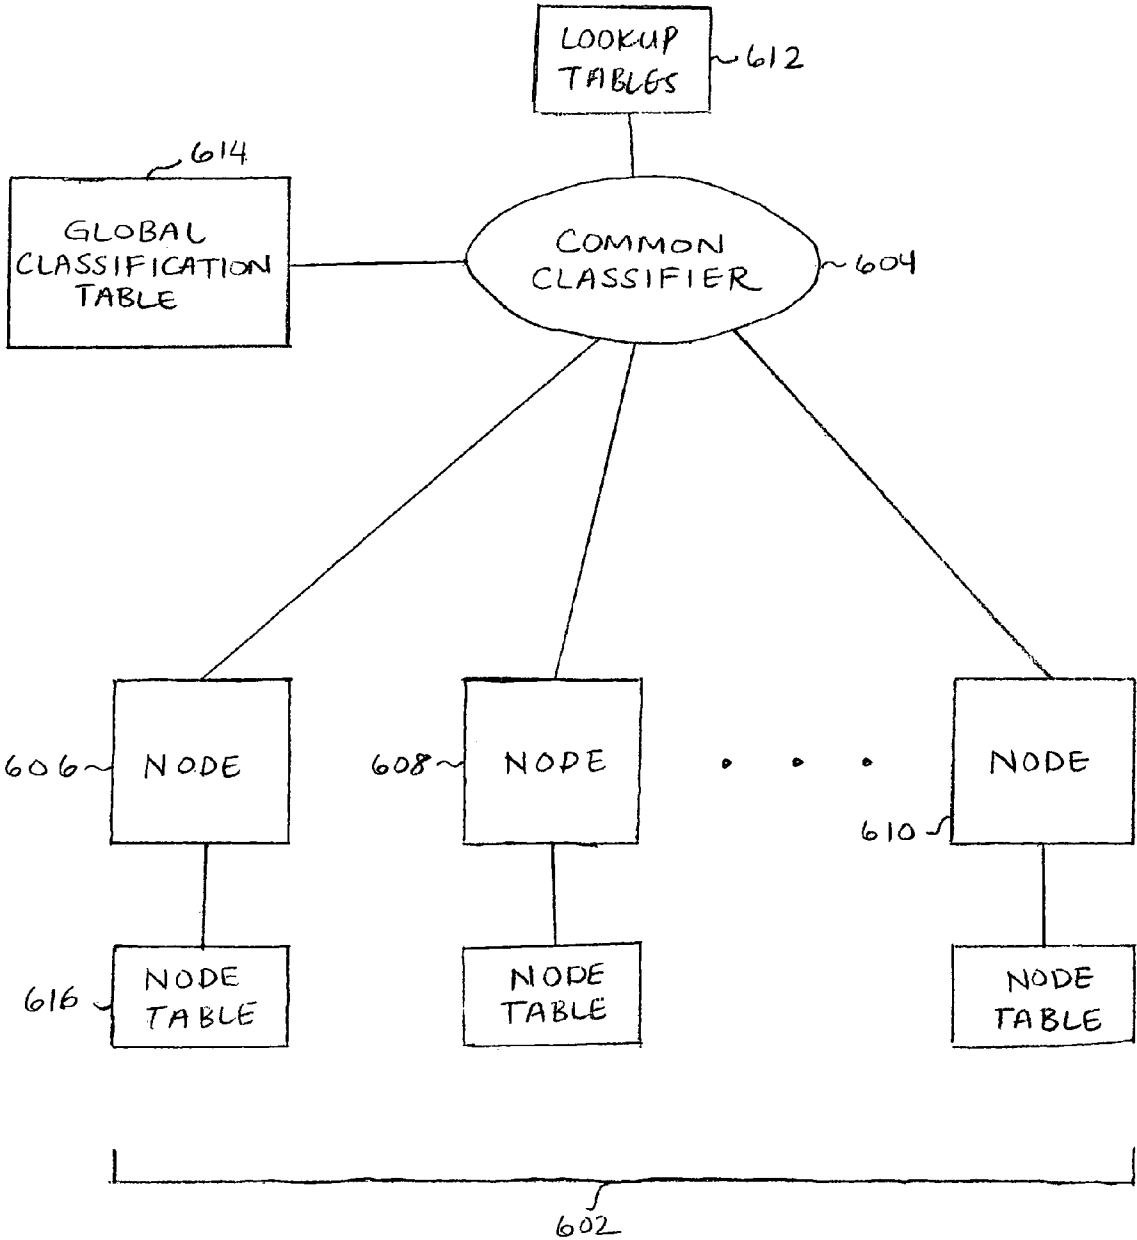 LOOKUP
TABLES
612
614
GLOBAL
CLASSIFICATION
TABLE
COMMON
CLASSIFIER
604
606
NODE
608
NODE
NODE
610
616
NODE
TABLE
NODE
TABLE
NODE
TABLE
602